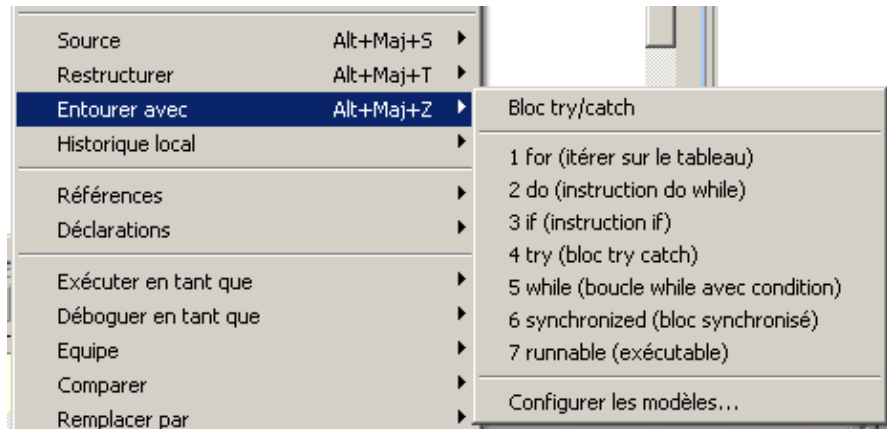 Source Alt+Maj+S
Restructurer Alt+Maj+T
Entourer avec Alt+Maj+Z
Historique local
Références
Déclarations
Exécuter en tant que
Déboguer en tant que
Equipe
Comparer
Remplacer par
Bloc try/catch
1 for (itérer sur le tableau)
2 do (instruction do while)
3 if (instruction if)
4 try (bloc try catch)
5 while (boucle while avec condition)
6 synchronized (bloc synchronisé)
7 runnable (exécutable)
Configurer les modèles...